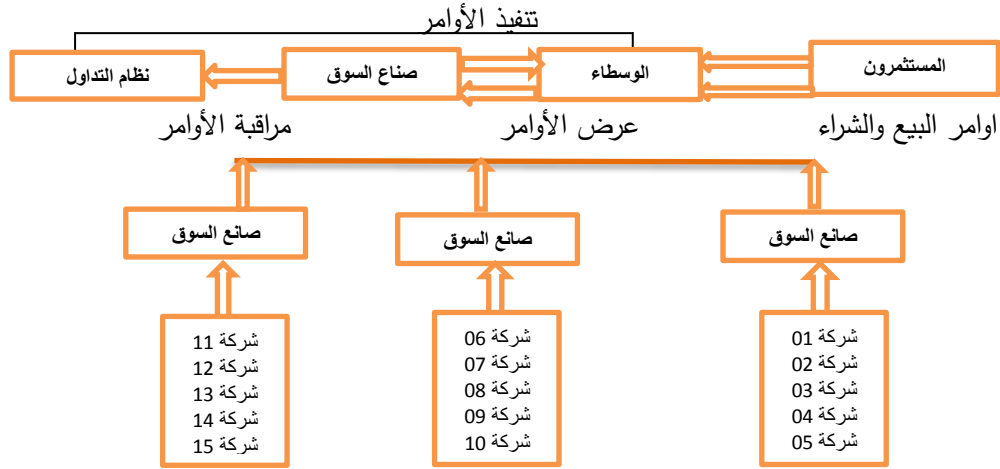 تنفيذ الأوامر
المستثمرون
الوسطاء
صناع السوق
نظام التداول
اوامر البيع والشراء
عرض الأوامر
مراقبة الأوامر
صانع السوق
صانع السوق
صانع السوق
شركة 01
شركة 02
شركة 03
شركة 04
شركة 05
شركة 06
شركة 07
شركة 08
شركة 09
شركة 10
شركة 11
شركة 12
شركة 13
شركة 14
شركة 15